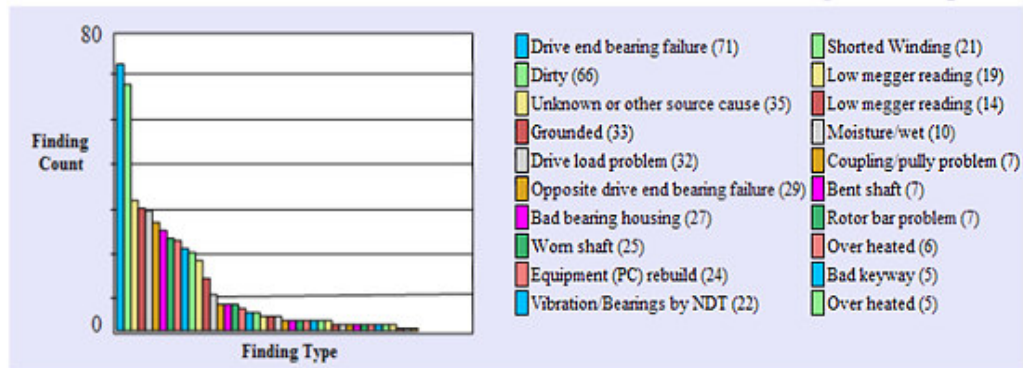 80
Finding
Count
0
Finding Type
Drive end bearing failure (71)
Dirty (66)
Unknown or other source cause (35)
Grounded (33)
Drive load problem (32)
Opposite drive end bearing failure (29)
Bad bearing housing (27)
Worn shaft (25)
Equipment (PC) rebuild (24)
Vibration/Bearings by NDT (22)
Shorted Winding (21)
Low megger reading (19)
Low megger reading (14)
Moisture/wet (10)
Coupling/pully problem (7)
Bent shaft (7)
Rotor bar problem (7)
Over heated (6)
Bad keyway (5)
Over heated (5)